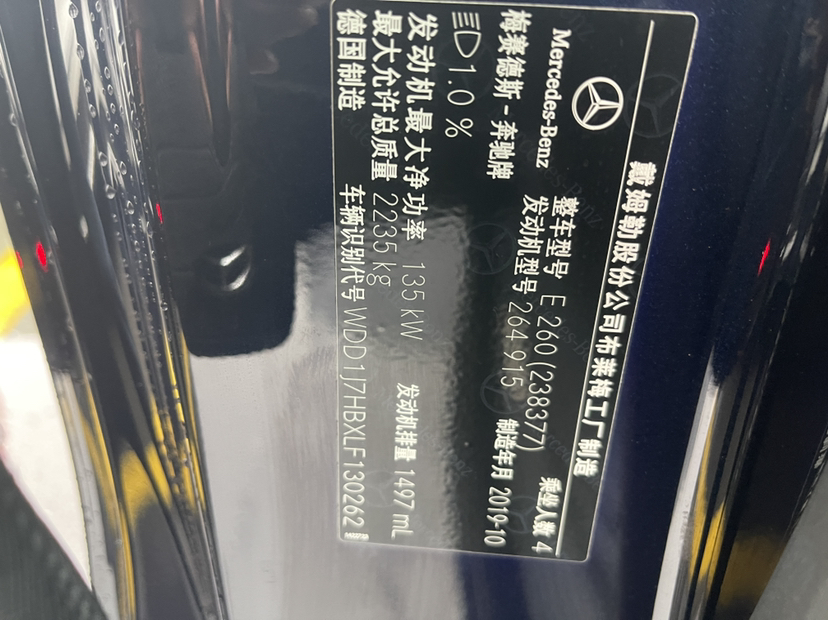 戴姆勒股份公司布莱梅工厂制造
Mercedes-Benz 整车型号 E 260 (238377) 乘坐人数 4
梅赛德斯-奔驰牌 发动机型号 264 915 制造年月 2019-10
1.0 %
发动机最大净功率 135 kW 发动机排量 1497 mL
最大允许总质量 2235 kg
德国制造 车辆识别代号 WDD1J7HBXLF130262